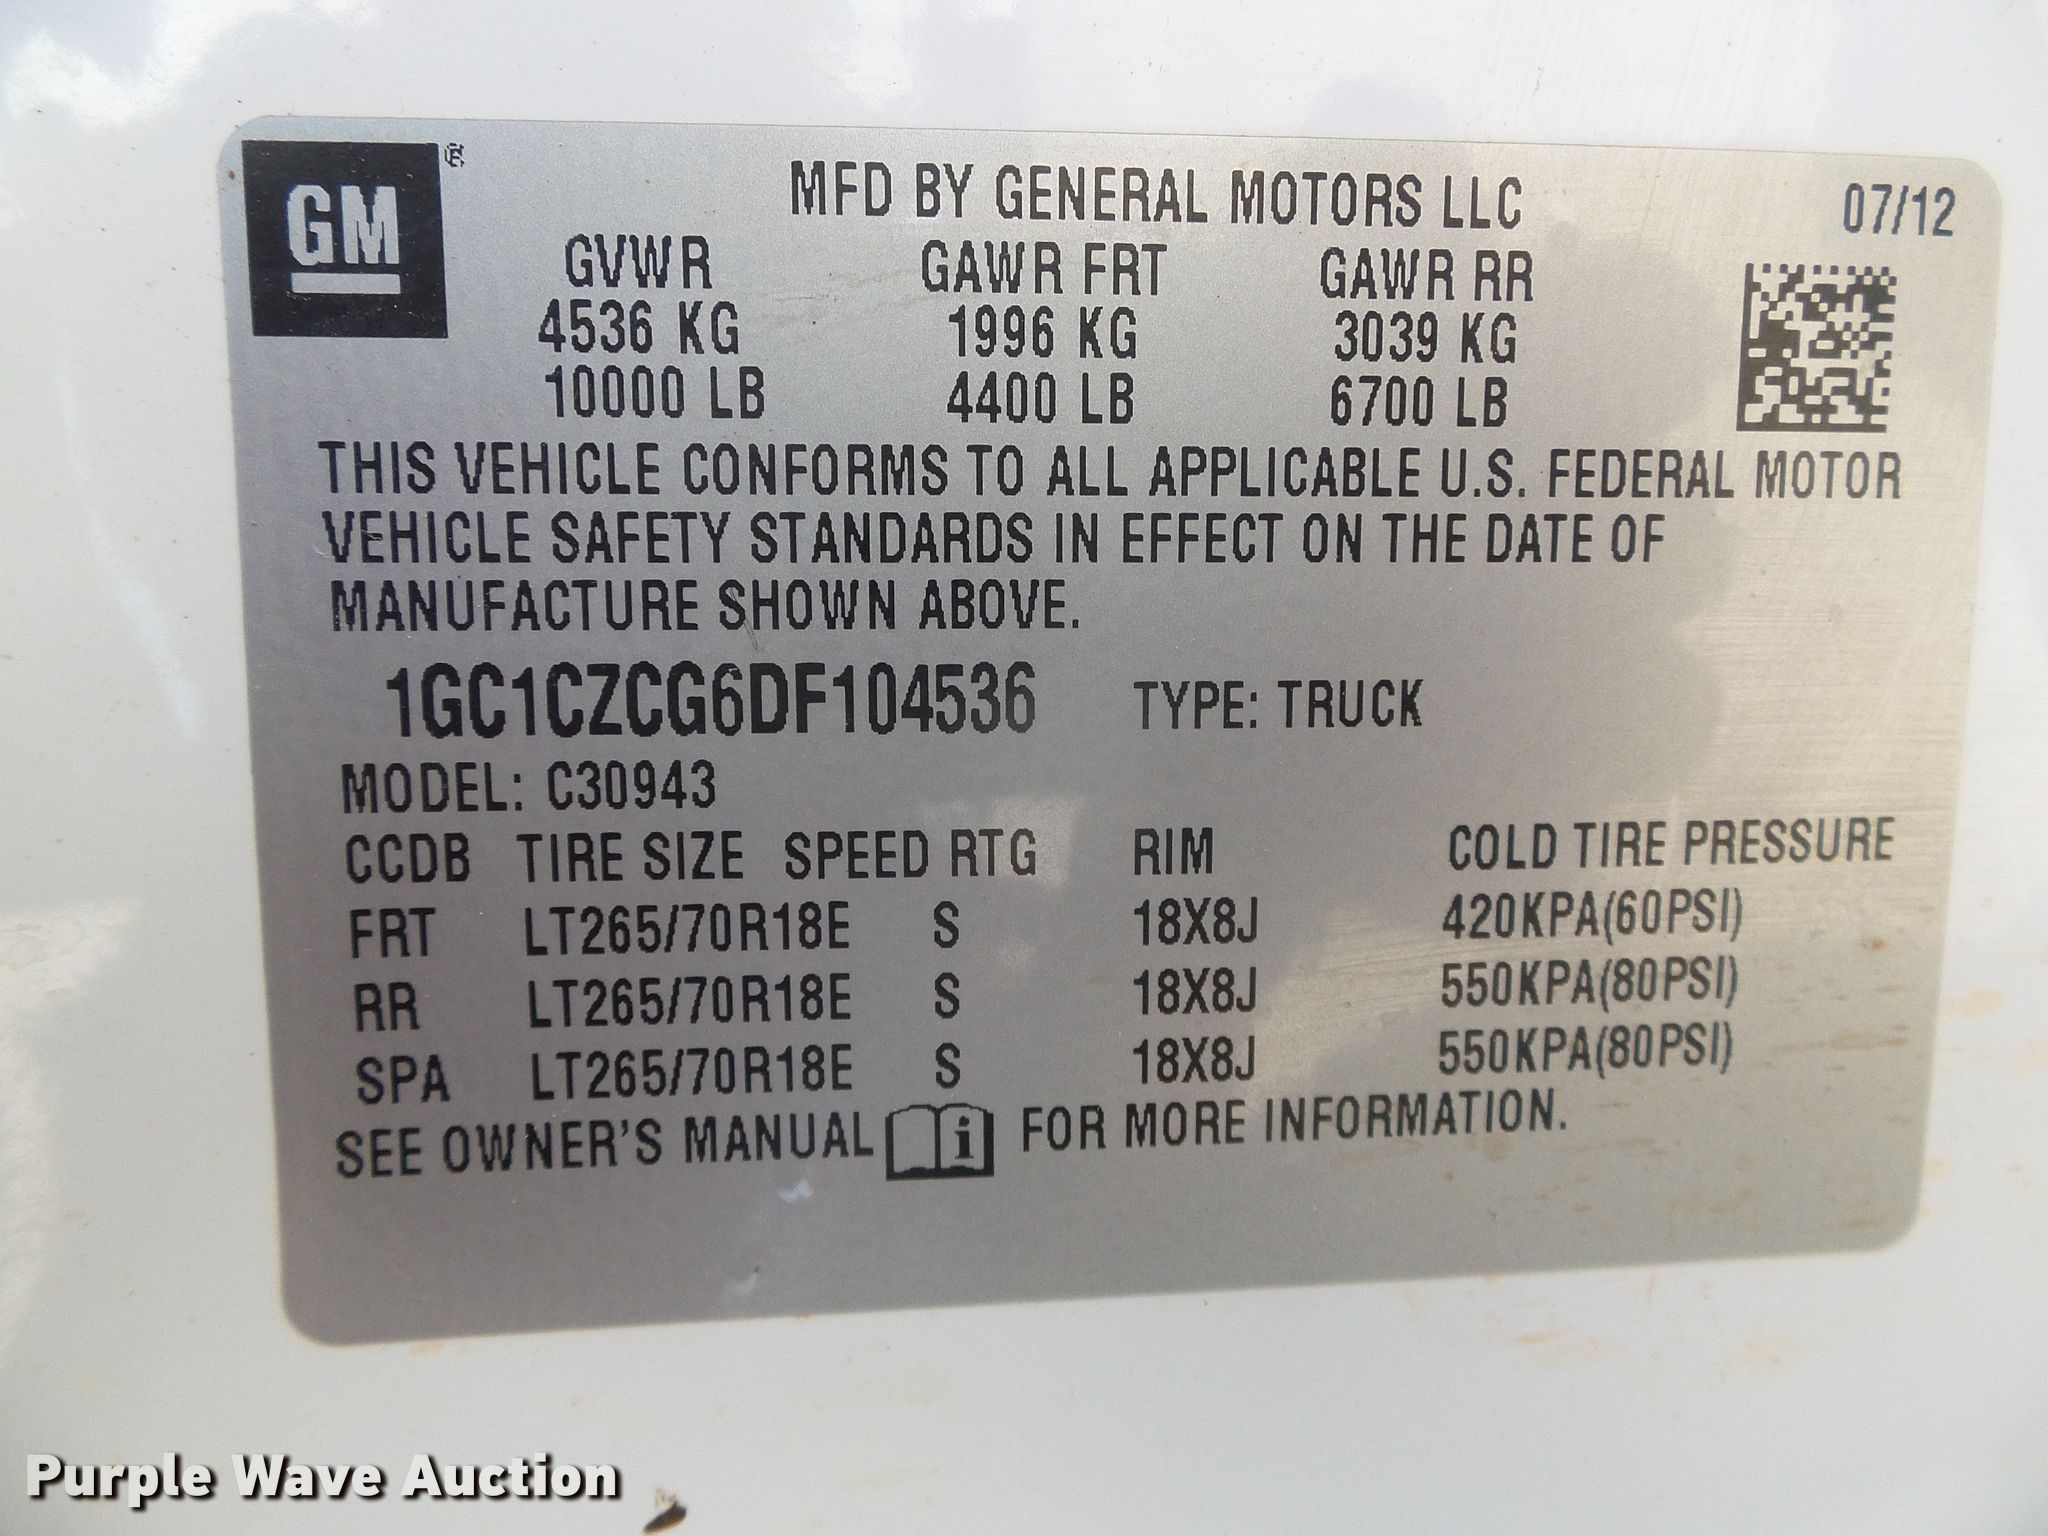 GM
MFD BY GENERAL MOTORS LLC 07/12
GVWR GAWR FRT GAWR RR
4536 KG 1996 KG 3039 KG
10000 LB 4400 LB 6700 LB
THIS VEHICLE CONFORMS TO ALL APPLICABLE U.S. FEDERAL MOTOR
VEHICLE SAFETY STANDARDS IN EFFECT ON THE DATE OF
MANUFACTURE SHOWN ABOVE.
1GC1CZCG6DF104536 TYPE: TRUCK
MODEL: C30943
CCDB TIRE SIZE SPEED RTG RIM COLD TIRE PRESSURE
FRT LT265/70R18E S 18X8J 420KPA(60PSI)
RR LT265/70R18E S 18X8J 550KPA(80PSI)
SPA LT265/70R18E S 18X8J 550KPA(80PSI)
SEE OWNER'S MANUAL i FOR MORE INFORMATION.
Purple Wave Auction